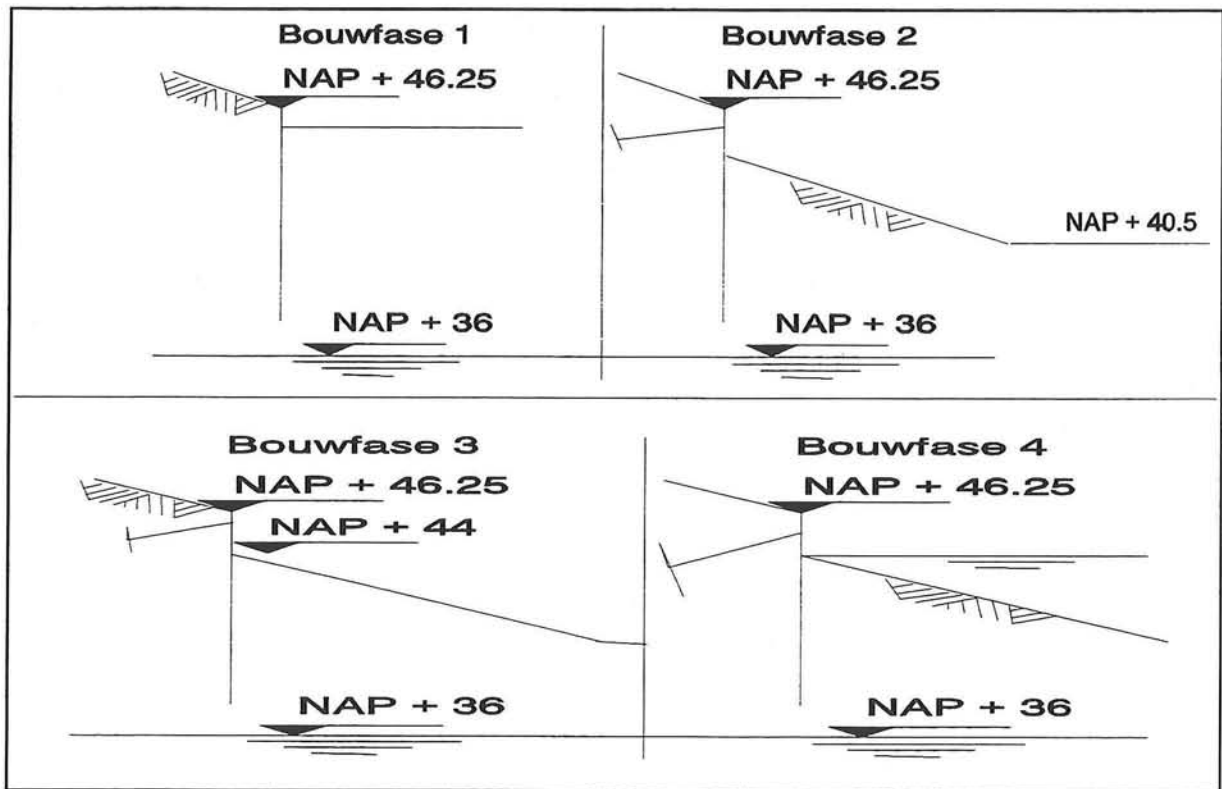 Bouwfase 1
NAP + 46.25
NAP + 36
Bouwfase 2
NAP + 46.25
NAP + 40.5
NAP + 36
Bouwfase 3
NAP + 46.25
NAP + 44
NAP + 36
Bouwfase 4
NAP + 46.25
NAP + 36